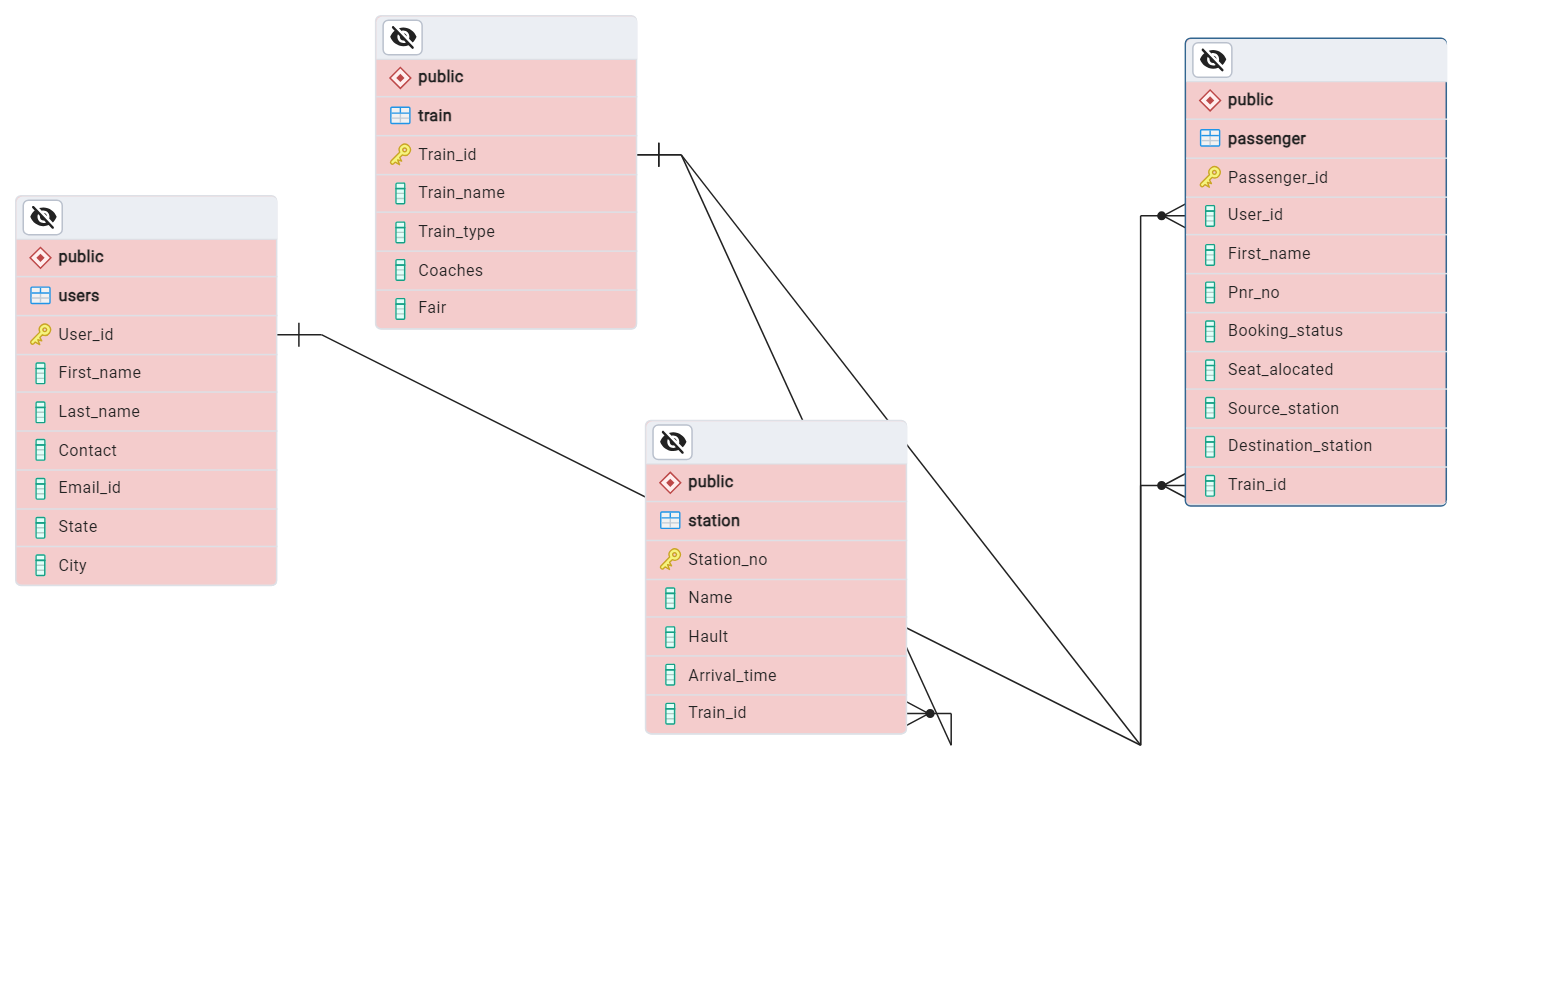 public
train
Train_id
Train_name
Train_type
Coaches
Fair
public
users
User_id
First_name
Last_name
Contact
Email_id
State
City
public
station
Station_no
Name
Hault
Arrival_time
Train_id
public
passenger
Passenger_id
User_id
First_name
Pnr_no
Booking_status
Seat_alocated
Source_station
Destination_station
Train_id